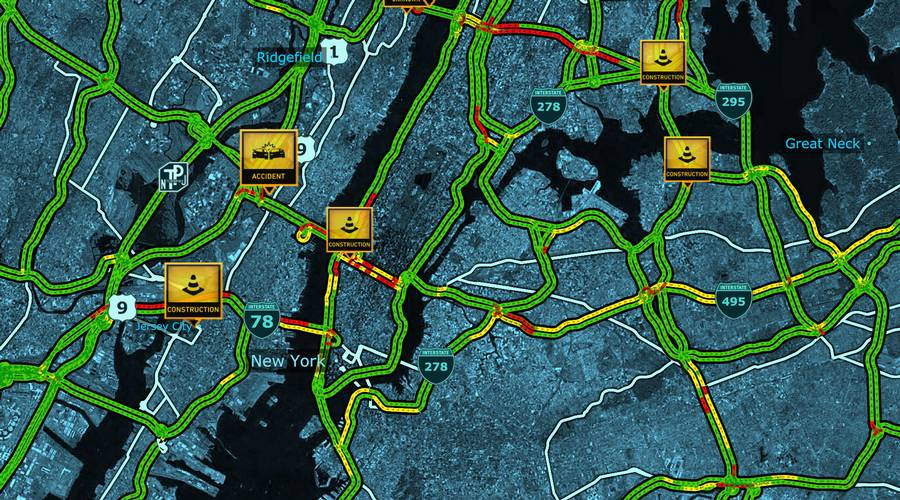 Ridgefield
1
CONSTRUCTION
INTERSTATE
278
INTERSTATE
295
9
ACCIDENT
CONSTRUCTION
Great Neck
NJTP
CONSTRUCTION
CONSTRUCTION
9
Jersey City
INTERSTATE
78
INTERSTATE
495
New York
INTERSTATE
278